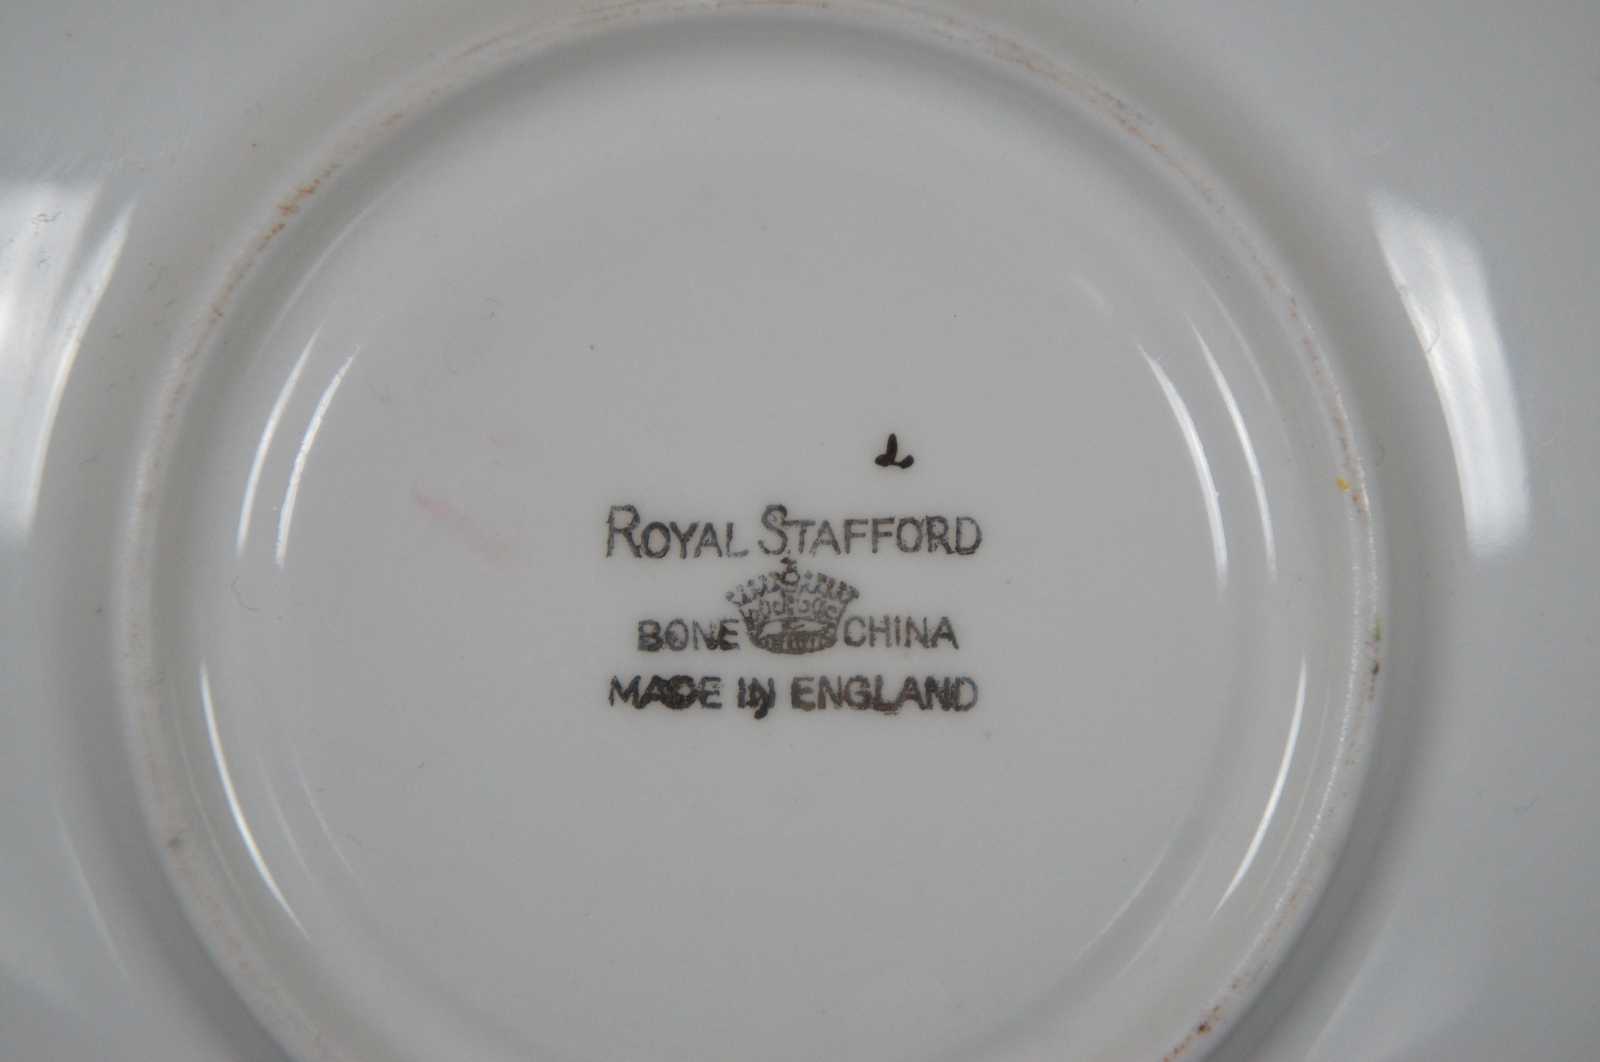 ROYAL STAFFORD
BONE CHINA
MADE IN ENGLAND